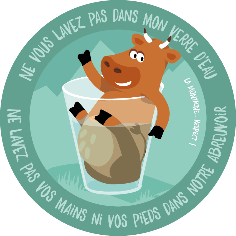 NE VOUS LAVEZ PAS DANS MON VERRE D'EAU
NE LAVEZ PAS VOS MAINS NI VOS PIEDS DANS NOTRE ABREUVOIR